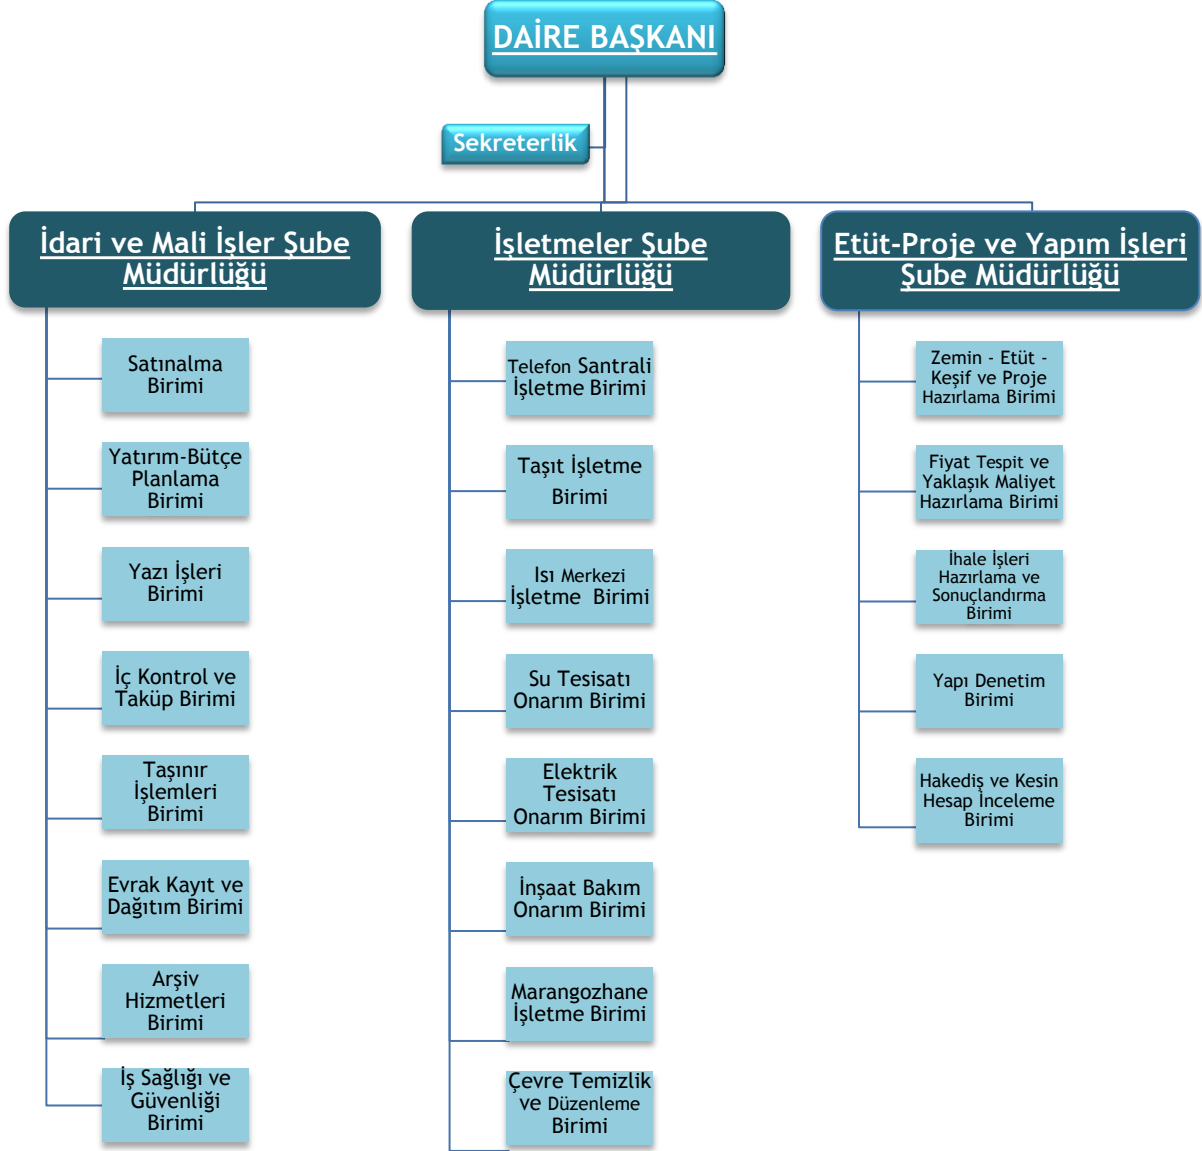 DAİRE BAŞKANI
Sekreterlik
İdari ve Mali İşler Şube
Müdürlüğü
Satınalma
Birimi
Yatırım-Bütçe
Planlama
Birimi
Yazı İşleri
Birimi
İç Kontrol ve
Taküp Birimi
Taşınır
İşlemleri
Birimi
Evrak Kayıt ve
Dağıtım Birimi
Arşiv
Hizmetleri
Birimi
İş Sağlığı ve
Güvenliği
Birimi
İşletmeler Şube
Müdürlüğü
Telefon Santrali
İşletme Birimi
Taşıt İşletme
Birimi
Isı Merkezi
İşletme Birimi
Su Tesisatı
Onarım Birimi
Elektrik
Tesisatı
Onarım Birimi
İnşaat Bakım
Onarım Birimi
Marangozhane
İşletme Birimi
Çevre Temizlik
ve Düzenleme
Birimi
Etüt-Proje ve Yapım İşleri
Şube Müdürlüğü
Zemin - Etüt -
Keşif ve Proje
Hazırlama Birimi
Fiyat Tespit ve
Yaklaşık Maliyet
Hazırlama Birimi
İhale İşleri
Hazırlama ve
Sonuçlandırma
Birimi
Yapı Denetim
Birimi
Hakediş ve Kesin
Hesap İnceleme
Birimi